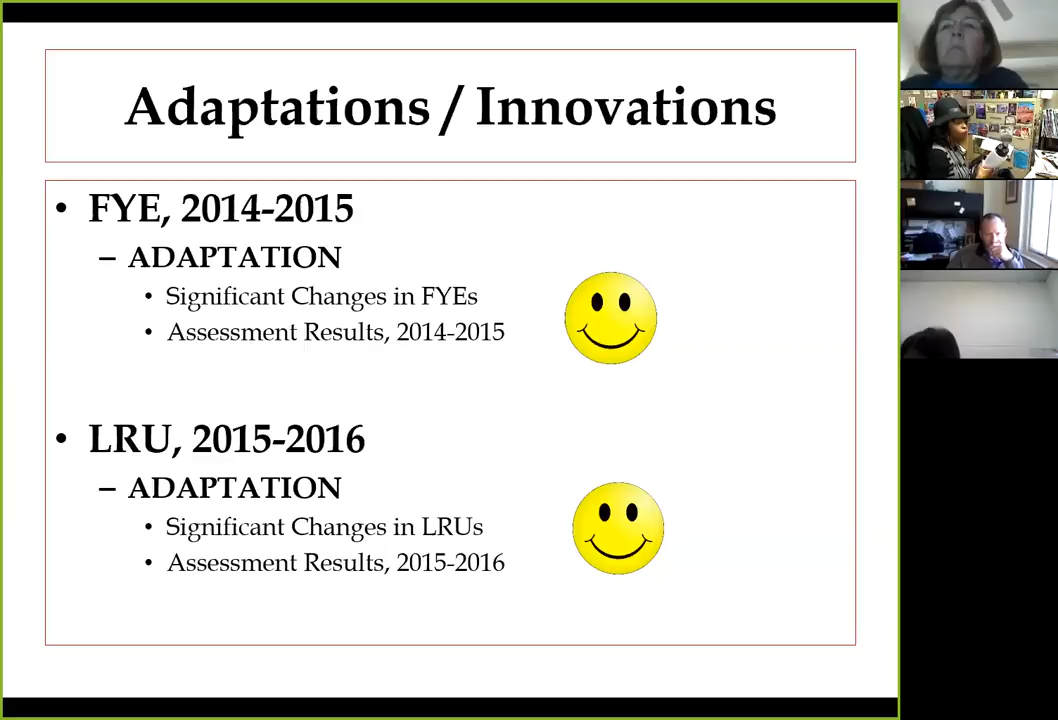 Adaptations / Innovations
• FYE, 2014-2015
– ADAPTATION
• Significant Changes in FYEs
• Assessment Results, 2014-2015
• LRU, 2015-2016
– ADAPTATION
• Significant Changes in LRUs
• Assessment Results, 2015-2016